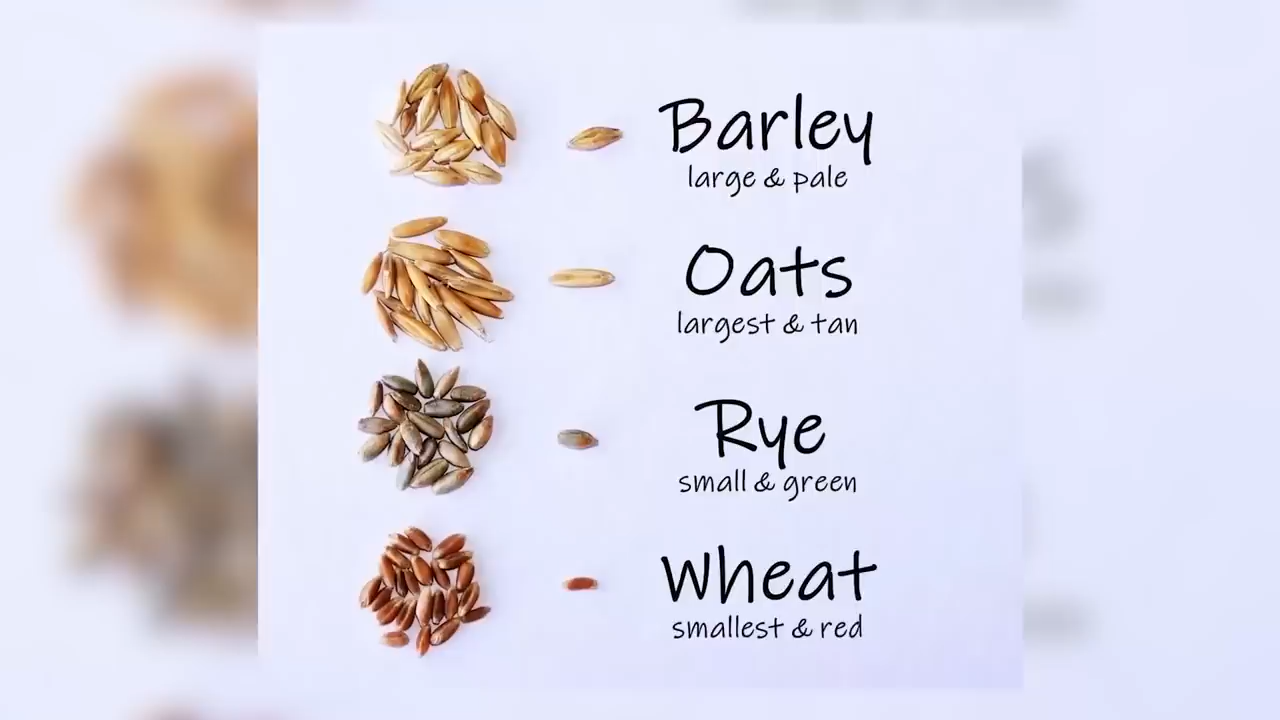 Barley
large & pale
Oats
largest & tan
Rye
small & green
Wheat
smallest & red